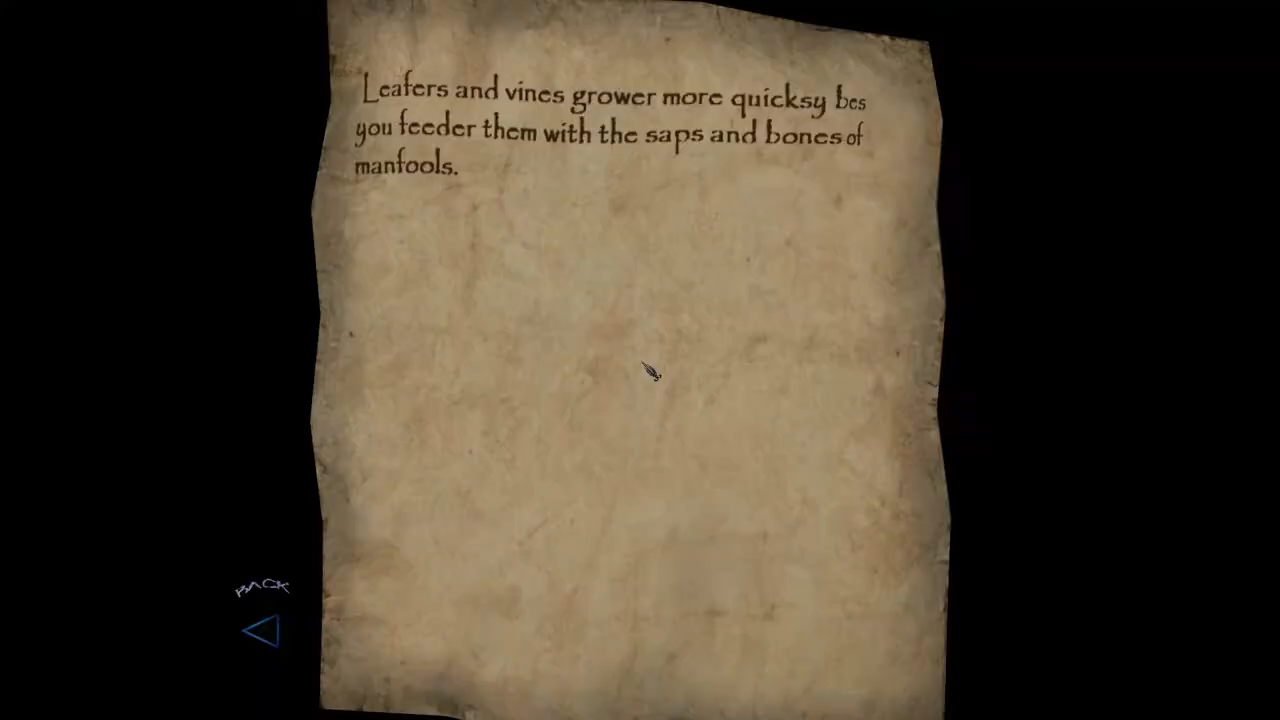 Leafers and vines grower more quicksy bes
you feeder them with the saps and bones of
manfools.
BACK